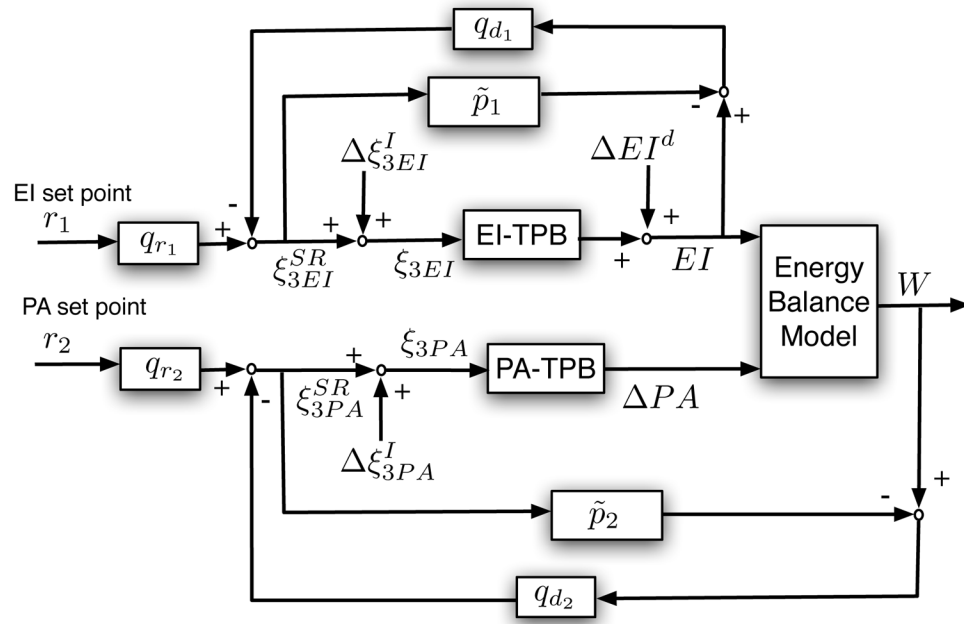 q_{d_1}
p̃_1
-
+
Δξ^I_{3EI}
ΔEI^d
EI set point
r_1
q_{r_1}
-
+
+
+
ξ^{SR}_{3EI}
ξ_{3EI}
EI-TPB
+
+
EI
Energy
Balance
Model
W
PA set point
r_2
q_{r_2}
+
-
+
+
ξ^{SR}_{3PA}
ξ_{3PA}
PA-TPB
ΔPA
Δξ^I_{3PA}
p̃_2
-
+
q_{d_2}